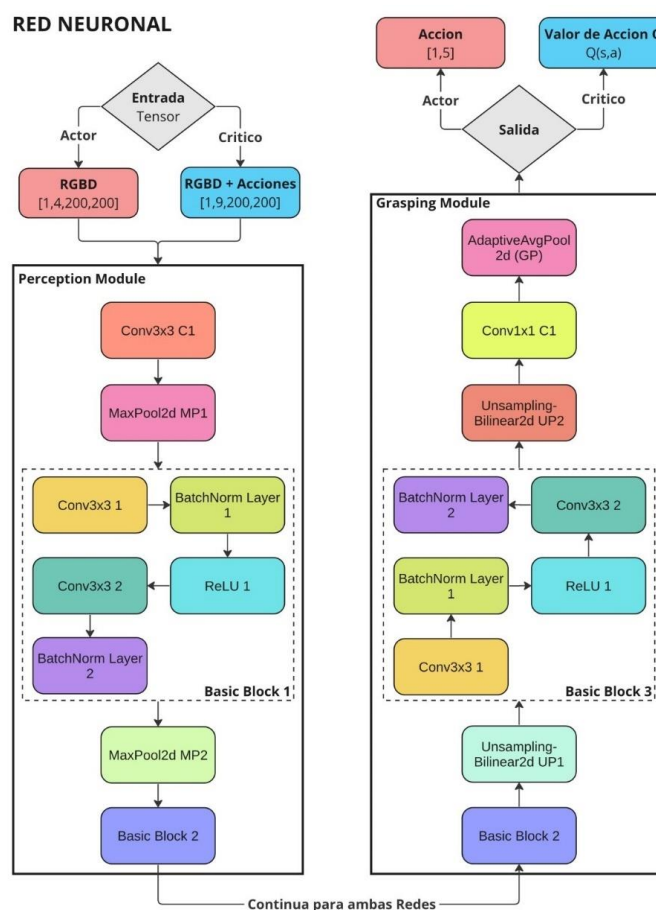 RED NEURONAL
Entrada
Tensor
Actor
Critico
RGBD
[1,4,200,200]
RGBD + Acciones
[1,9,200,200]
Perception Module
Conv3x3 C1
MaxPool2d MP1
Conv3x3 1
BatchNorm Layer
1
Conv3x3 2
ReLU 1
BatchNorm Layer
2
Basic Block 1
MaxPool2d MP2
Basic Block 2
Continua para ambas Redes
Accion
[1,5]
Valor de Accion Q
Q(s,a)
Actor
Critico
Salida
Grasping Module
AdaptiveAvgPool
2d (GP)
Conv1x1 C1
Unsampling-
Bilinear2d UP2
BatchNorm Layer
2
Conv3x3 2
BatchNorm Layer
1
ReLU 1
Conv3x3 1
Basic Block 3
Unsampling-
Bilinear2d UP1
Basic Block 2